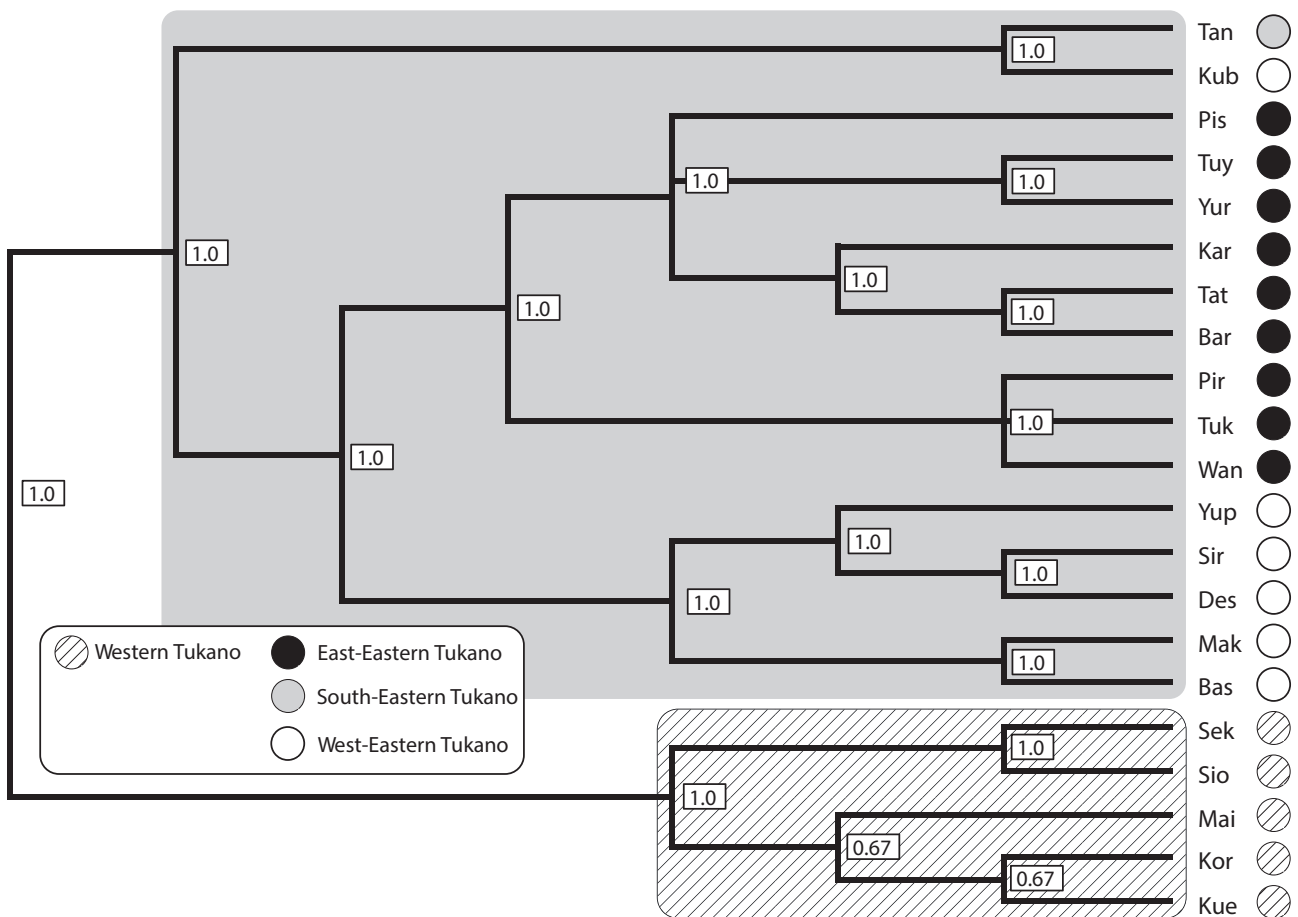 Tan
1.0
Kub
Pis
Tuy
1.0
1.0
Yur
Kar
1.0
1.0
Tat
1.0
1.0
Bar
Pir
1.0
Tuk
1.0
Wan
1.0
Yup
1.0
Sir
1.0
Des
1.0
Mak
1.0
Bas
Western Tukano
East-Eastern Tukano
South-Eastern Tukano
West-Eastern Tukano
Sek
1.0
Sio
1.0
Mai
0.67
Kor
0.67
Kue